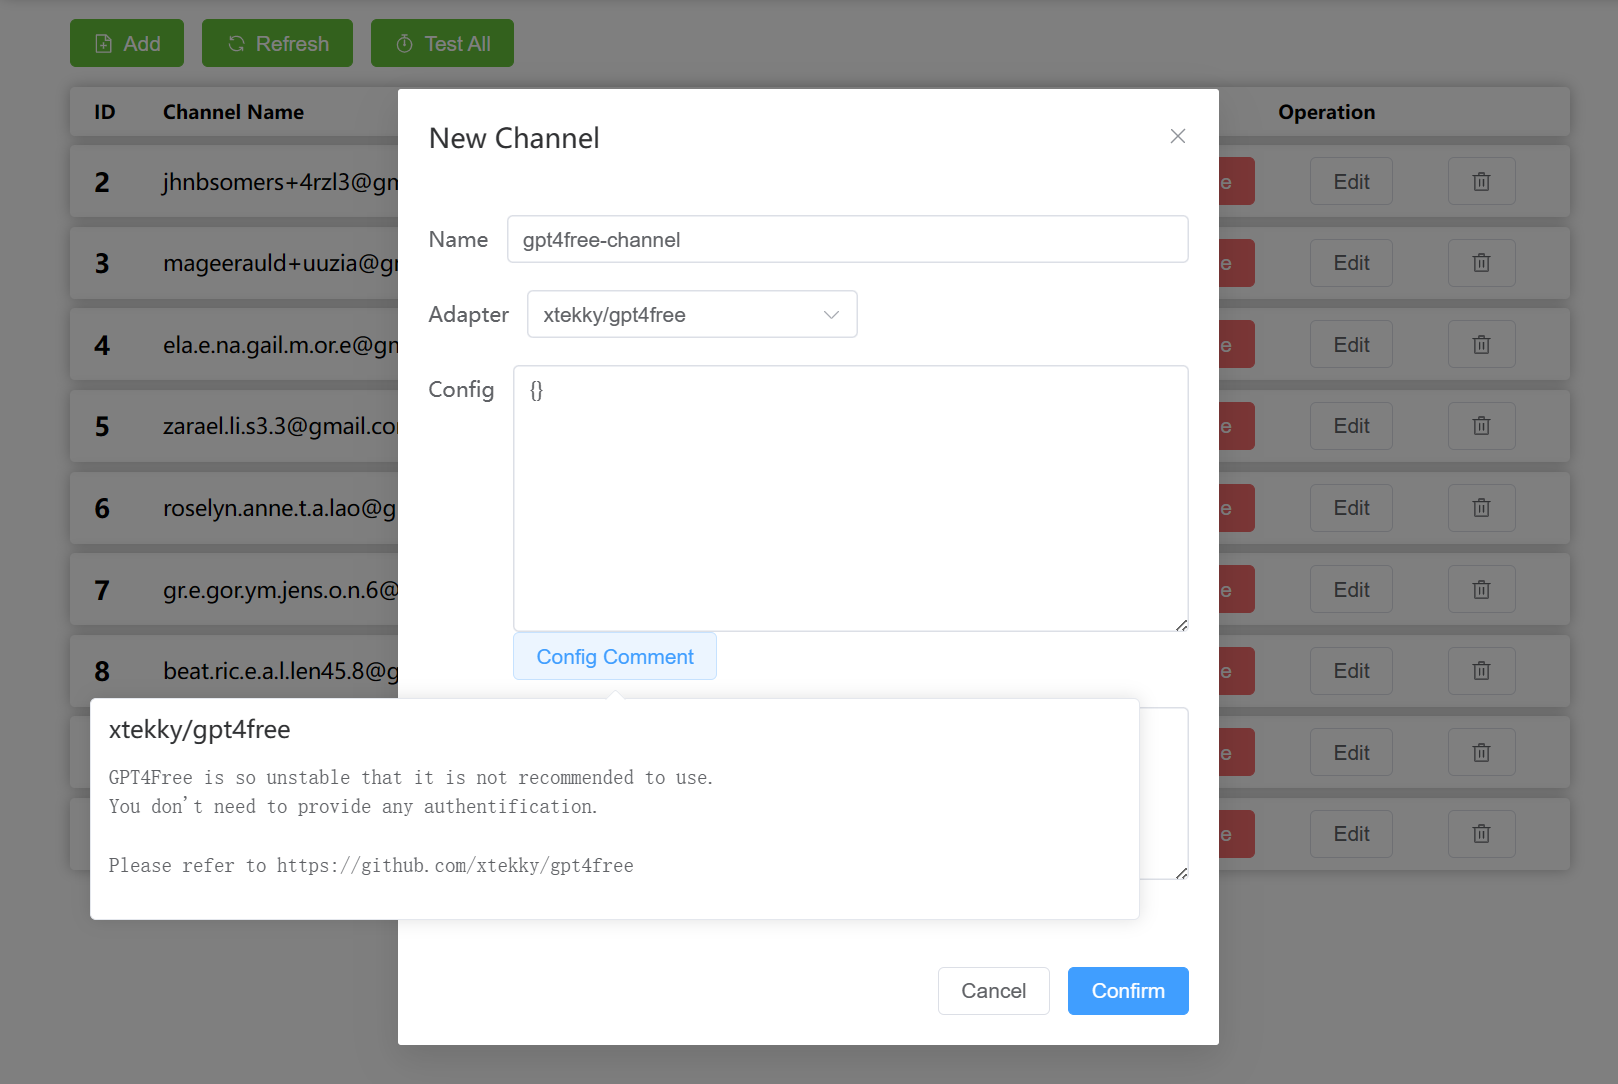 Add Refresh Test All
ID Channel Name Operation
New Channel
2 jhnbsomers+4rzl3@gm Edit
Name gpt4free-channel
3 mageerauld+uuzia@gm Edit
Adapter xtekky/gpt4free
4 ela.e.na.gail.m.or.e@gm Edit
Config {}
5 zarael.li.s3.3@gmail.co Edit
6 roselyn.anne.t.a.lao@g Edit
7 gr.e.gor.ym.jens.o.n.6@ Edit
Config Comment
8 beat.ric.e.a.l.len45.8@g Edit
xtekky/gpt4free
Edit
GPT4Free is so unstable that it is not recommended to use.
You don't need to provide any authentification.
Edit
Please refer to https://github.com/xtekky/gpt4free
Cancel Confirm